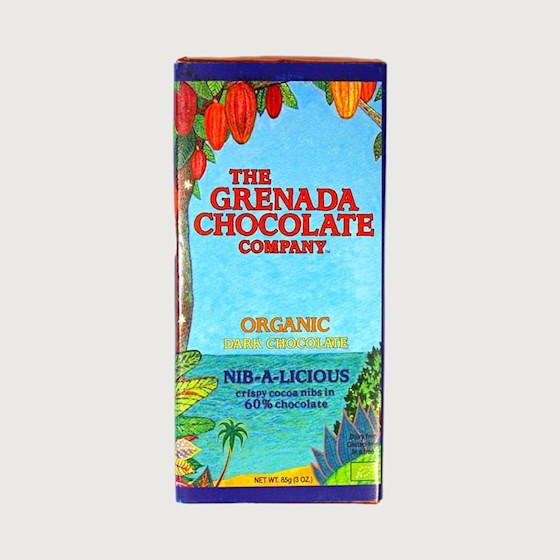 THE
GRENADA
CHOCOLATE
COMPANY™
ORGANIC
DARK CHOCOLATE
NIB-A-LICIOUS
crispy cocoa nibs in
60% chocolate
NET WT. 85g (3 OZ.)